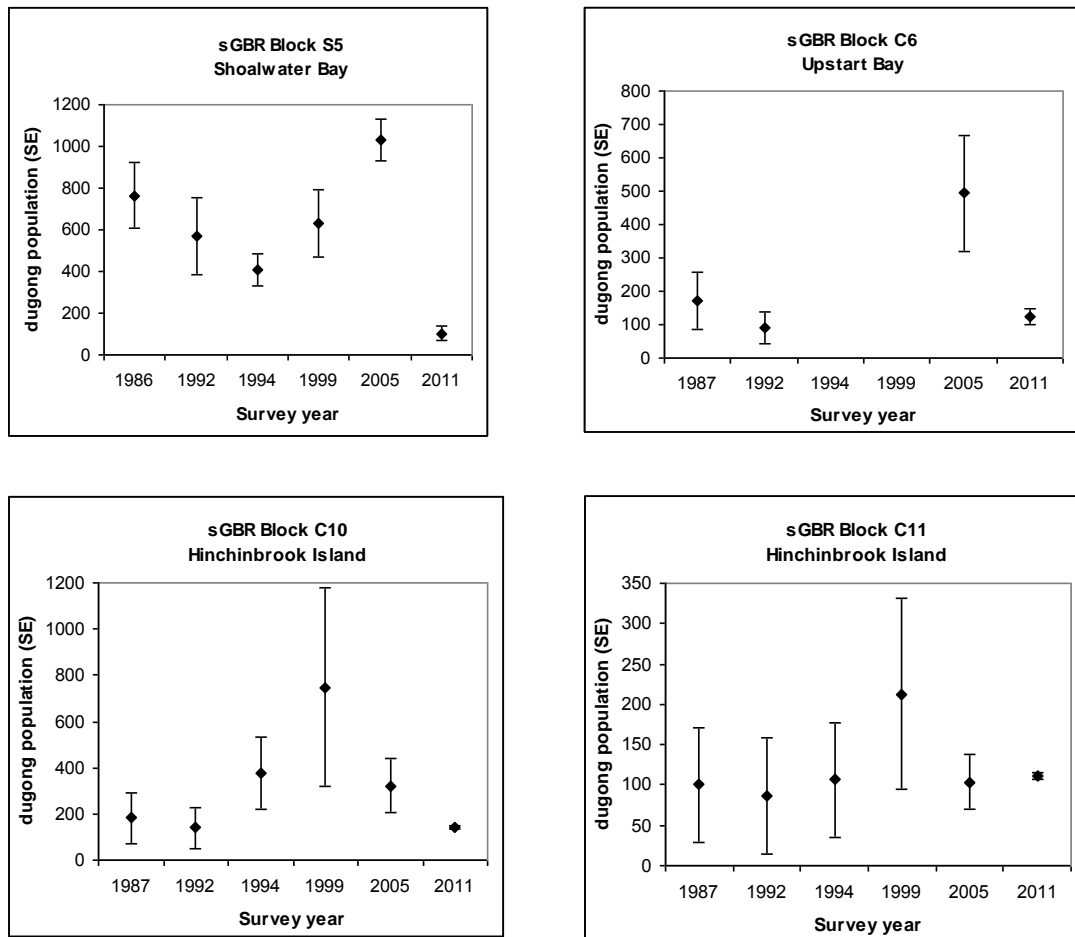 sGBR Block S5
Shoalwater Bay
dugong population (SE)
1200
1000
800
600
400
200
0
1986 1992 1994 1999 2005 2011
Survey year
sGBR Block C6
Upstart Bay
dugong population (SE)
800
700
600
500
400
300
200
100
0
1987 1992 1994 1999 2005 2011
Survey year
sGBR Block C10
Hinchinbrook Island
dugong population (SE)
1200
1000
800
600
400
200
0
1987 1992 1994 1999 2005 2011
Survey year
sGBR Block C11
Hinchinbrook Island
dugong population (SE)
350
300
250
200
150
100
50
0
1987 1992 1994 1999 2005 2011
Survey year